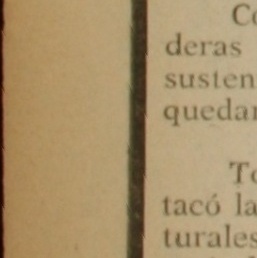 Co
deras
susten
quedar

To
tacó la
turales